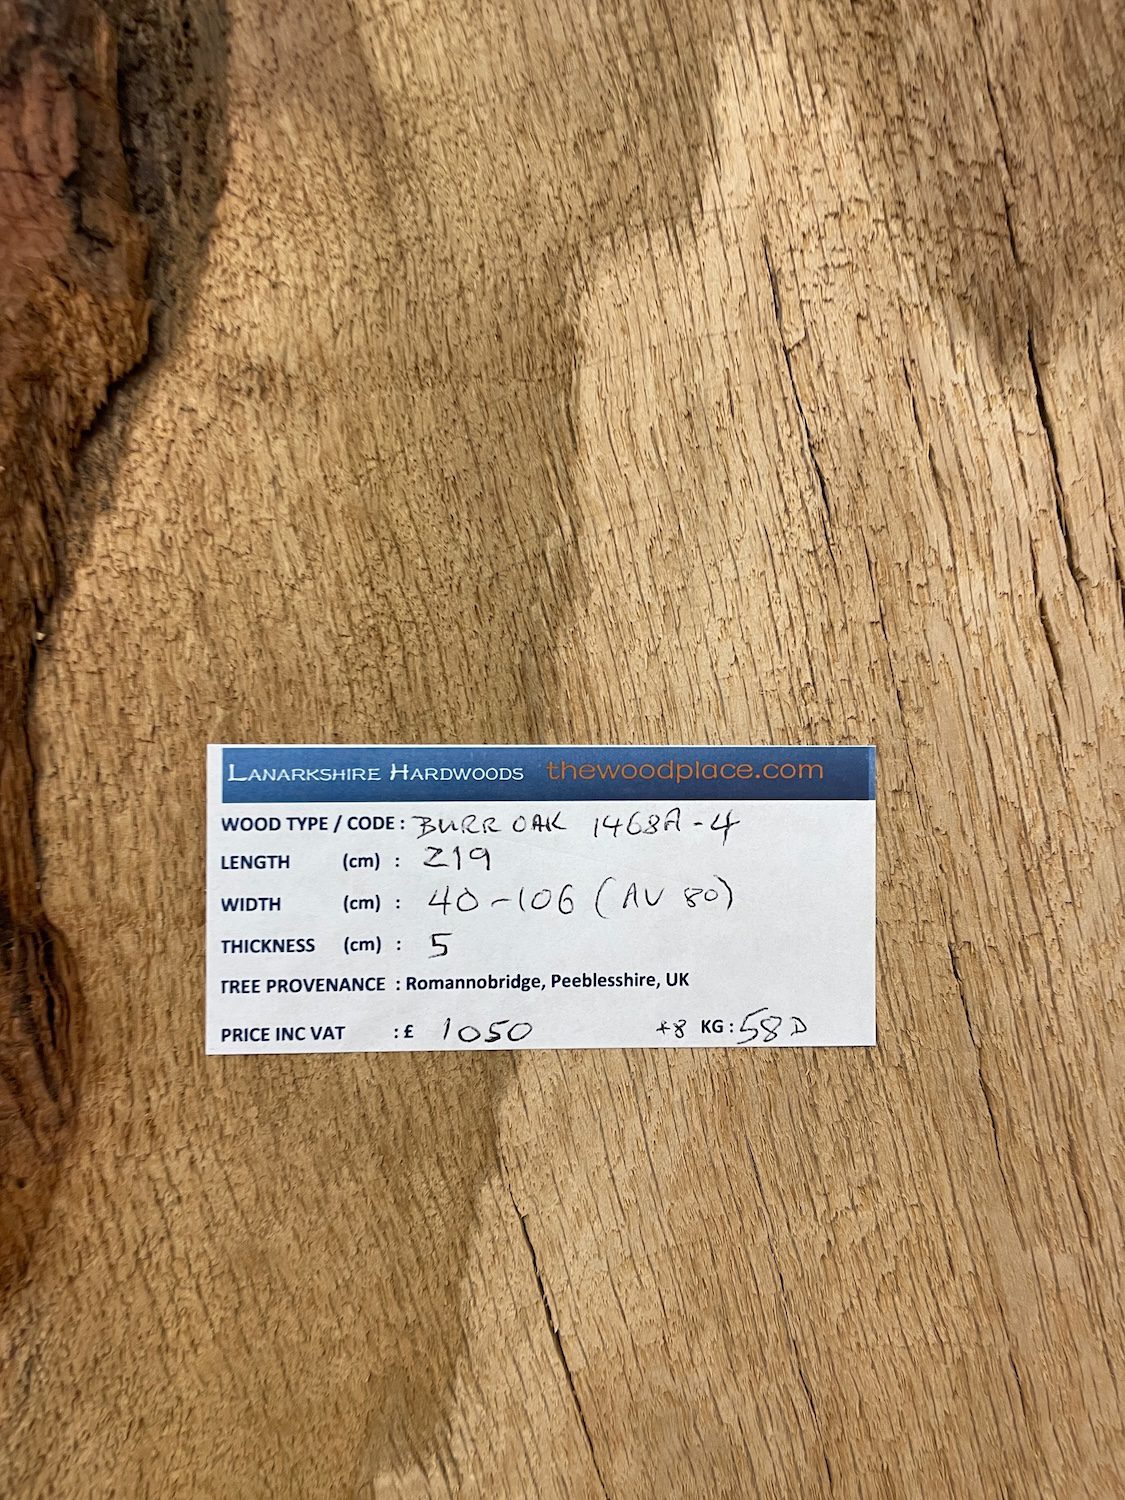 LANARKSHIRE HARDWOODS thewoodplace.com
WOOD TYPE / CODE : BURR OAK 1468A-4
LENGTH (cm) : 219
WIDTH (cm) : 40-106 (AV 80)
THICKNESS (cm) : 5
TREE PROVENANCE : Romannobridge, Peeblesshire, UK
PRICE INC VAT : £ 1050 +8 KG : 58 D